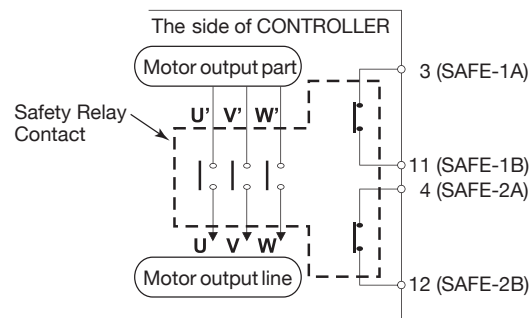 The side of CONTROLLER
Motor output part
3 (SAFE-1A)
Safety Relay
Contact
U' V' W'
11 (SAFE-1B)
4 (SAFE-2A)
U V W
Motor output line
12 (SAFE-2B)